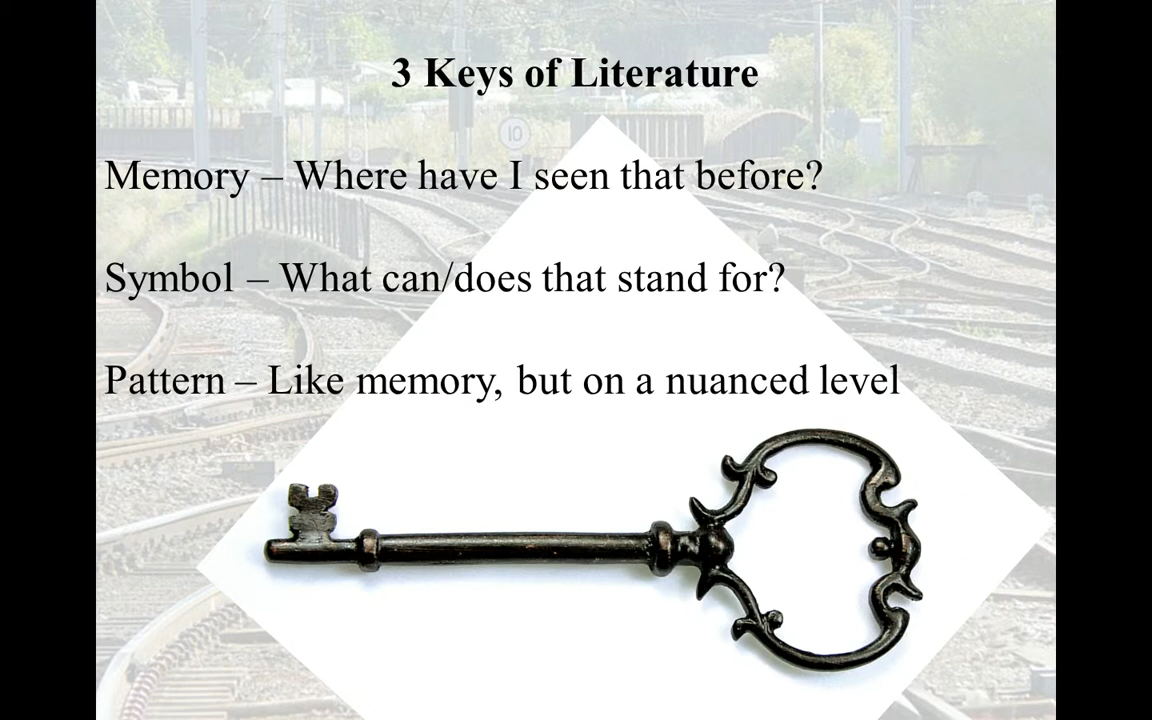 3 Keys of Literature
Memory – Where have I seen that before?
Symbol – What can/does that stand for?
Pattern – Like memory, but on a nuanced level
10